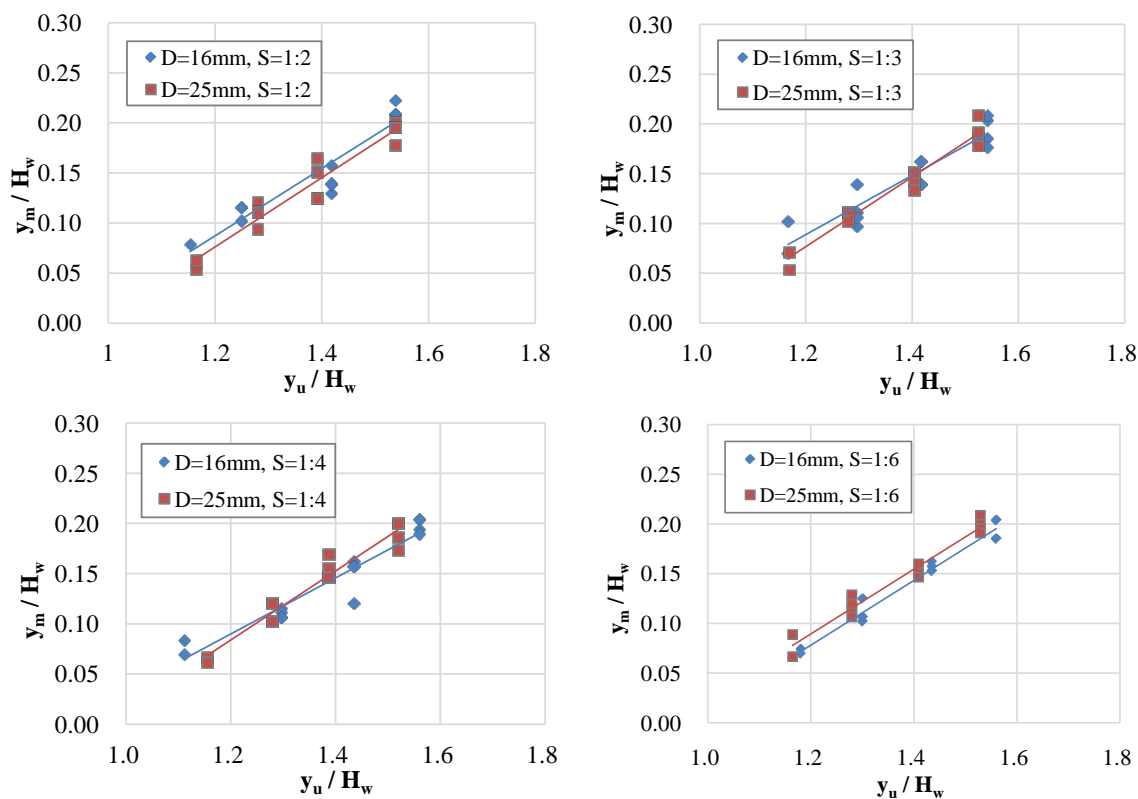 0.30
0.25
0.20
0.15
0.10
0.05
0.00
y_m / H_w
D=16mm, S=1:2
D=25mm, S=1:2
1 1.2 1.4 1.6 1.8
y_u / H_w
0.30
0.25
0.20
0.15
0.10
0.05
0.00
y_m / H_w
D=16mm, S=1:3
D=25mm, S=1:3
1.0 1.2 1.4 1.6 1.8
y_u / H_w
0.30
0.25
0.20
0.15
0.10
0.05
0.00
y_m / H_w
D=16mm, S=1:4
D=25mm, S=1:4
1.0 1.2 1.4 1.6 1.8
y_u / H_w
0.30
0.25
0.20
0.15
0.10
0.05
0.00
y_m / H_w
D=16mm, S=1:6
D=25mm, S=1:6
1.0 1.2 1.4 1.6 1.8
y_u / H_w